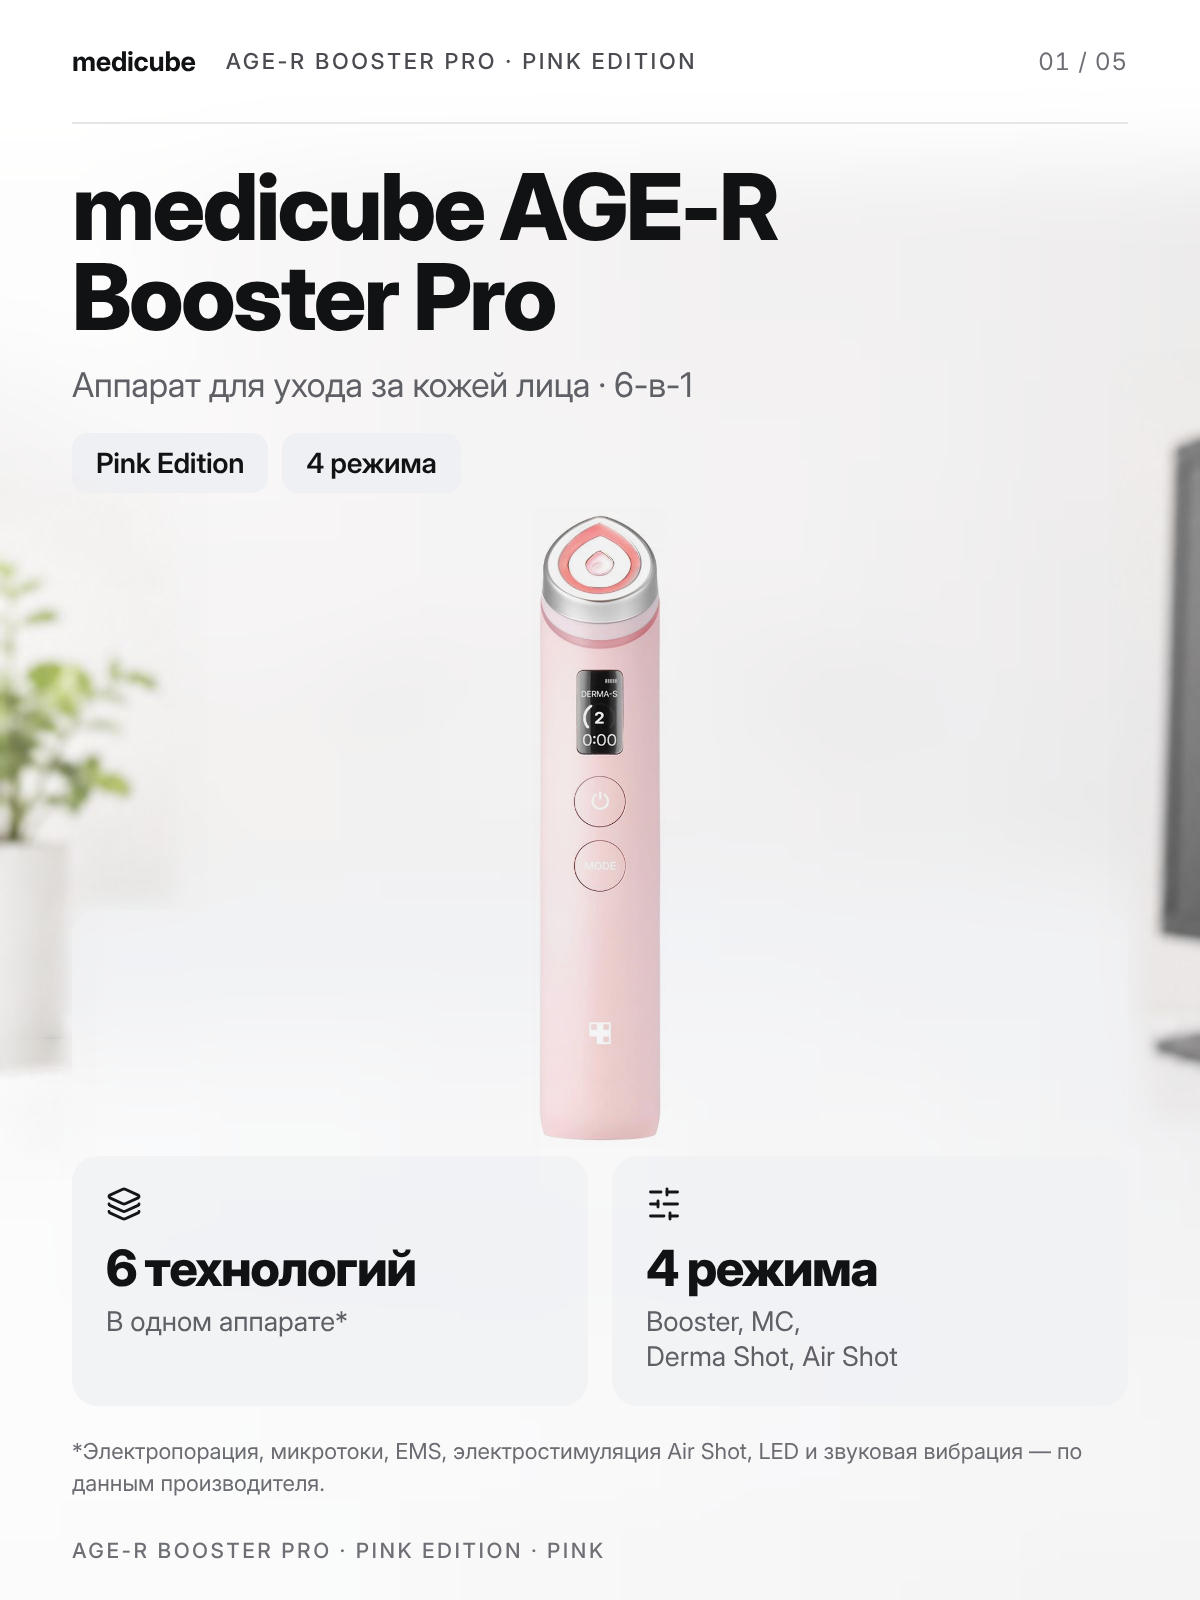 medicube AGE-R BOOSTER PRO · PINK EDITION 01 / 05
medicube AGE-R
Booster Pro
Аппарат для ухода за кожей лица · 6-в-1
Pink Edition 4 режима
DERMA-S
2
0:00
MODE
6 технологий
В одном аппарате*
4 режима
Booster, MC,
Derma Shot, Air Shot
*Электропорация, микротоки, EMS, электростимуляция Air Shot, LED и звуковая вибрация — по
данным производителя.
AGE-R BOOSTER PRO · PINK EDITION · PINK